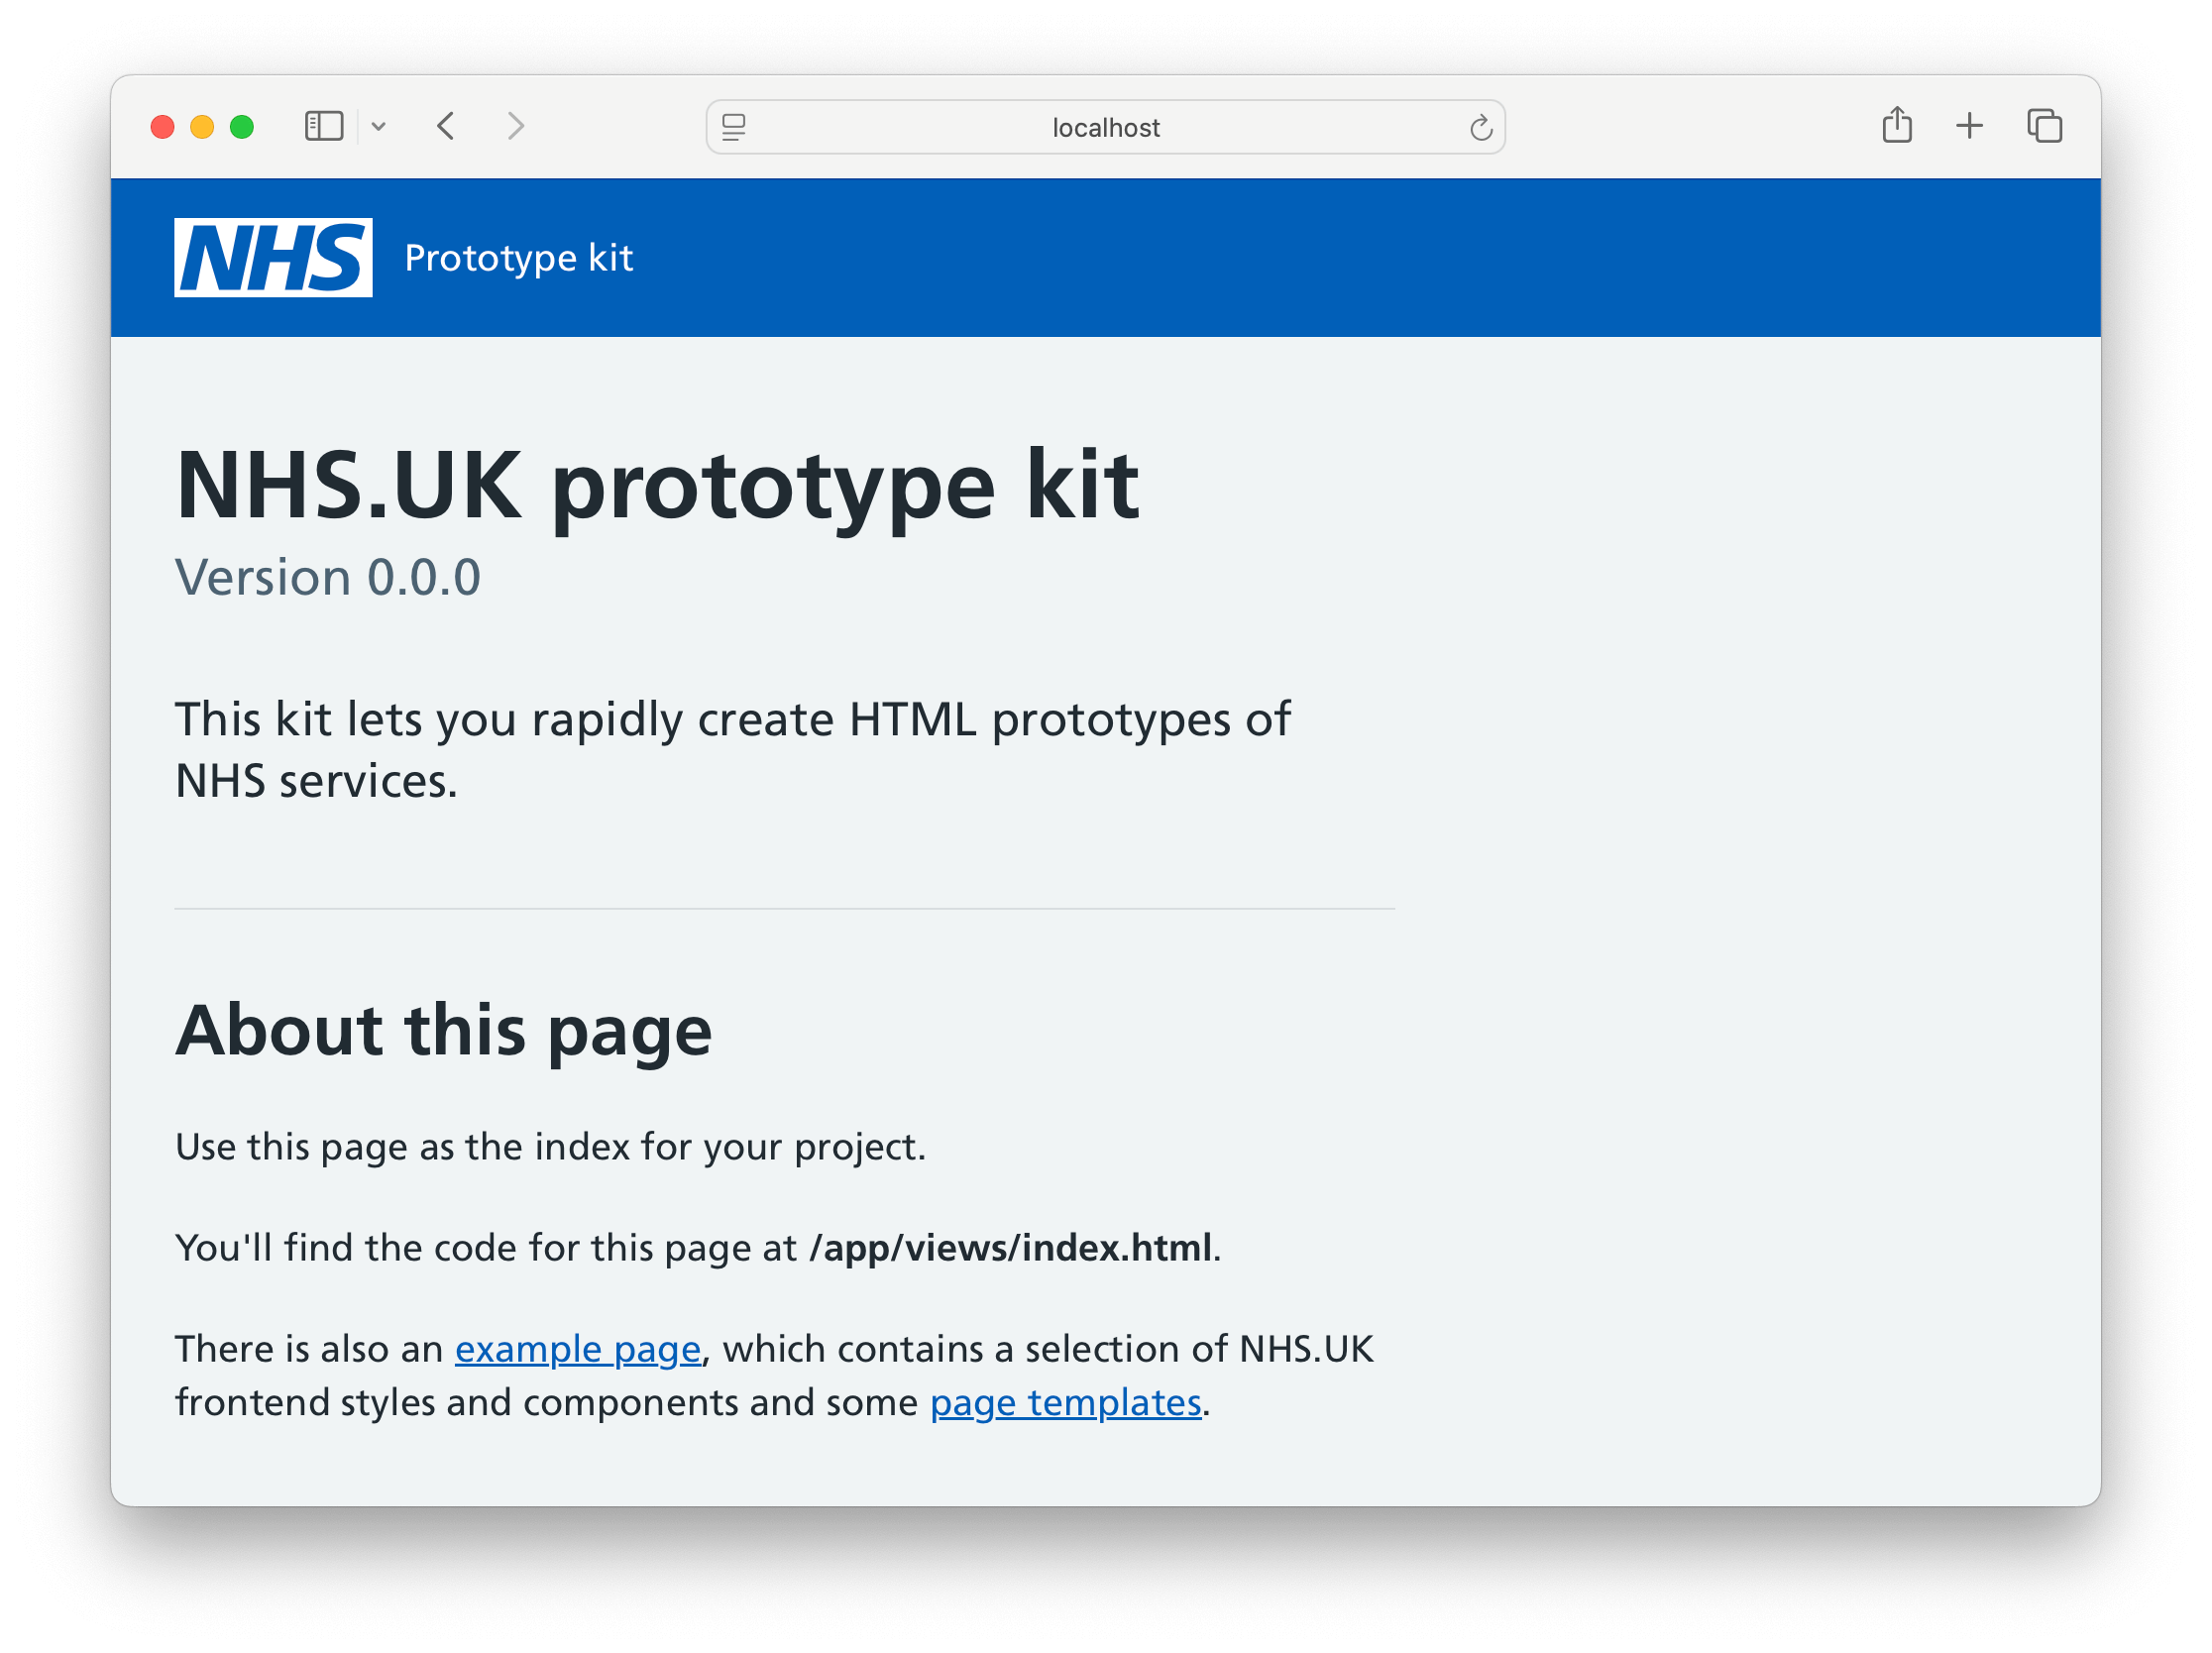 localhost
NHS Prototype kit
NHS.UK prototype kit
Version 0.0.0
This kit lets you rapidly create HTML prototypes of
NHS services.
About this page
Use this page as the index for your project.
You'll find the code for this page at /app/views/index.html.
There is also an example page, which contains a selection of NHS.UK
frontend styles and components and some page templates.